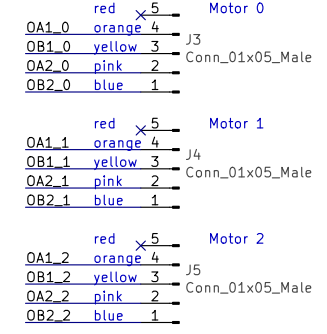 red 5 Motor 0
OA1_0 orange 4
J3
OB1_0 yellow 3
Conn_01x05_Male
OA2_0 pink 2
OB2_0 blue 1
red 5 Motor 1
OA1_1 orange 4
J4
OB1_1 yellow 3
Conn_01x05_Male
OA2_1 pink 2
OB2_1 blue 1
red 5 Motor 2
OA1_2 orange 4
J5
OB1_2 yellow 3
Conn_01x05_Male
OA2_2 pink 2
OB2_2 blue 1